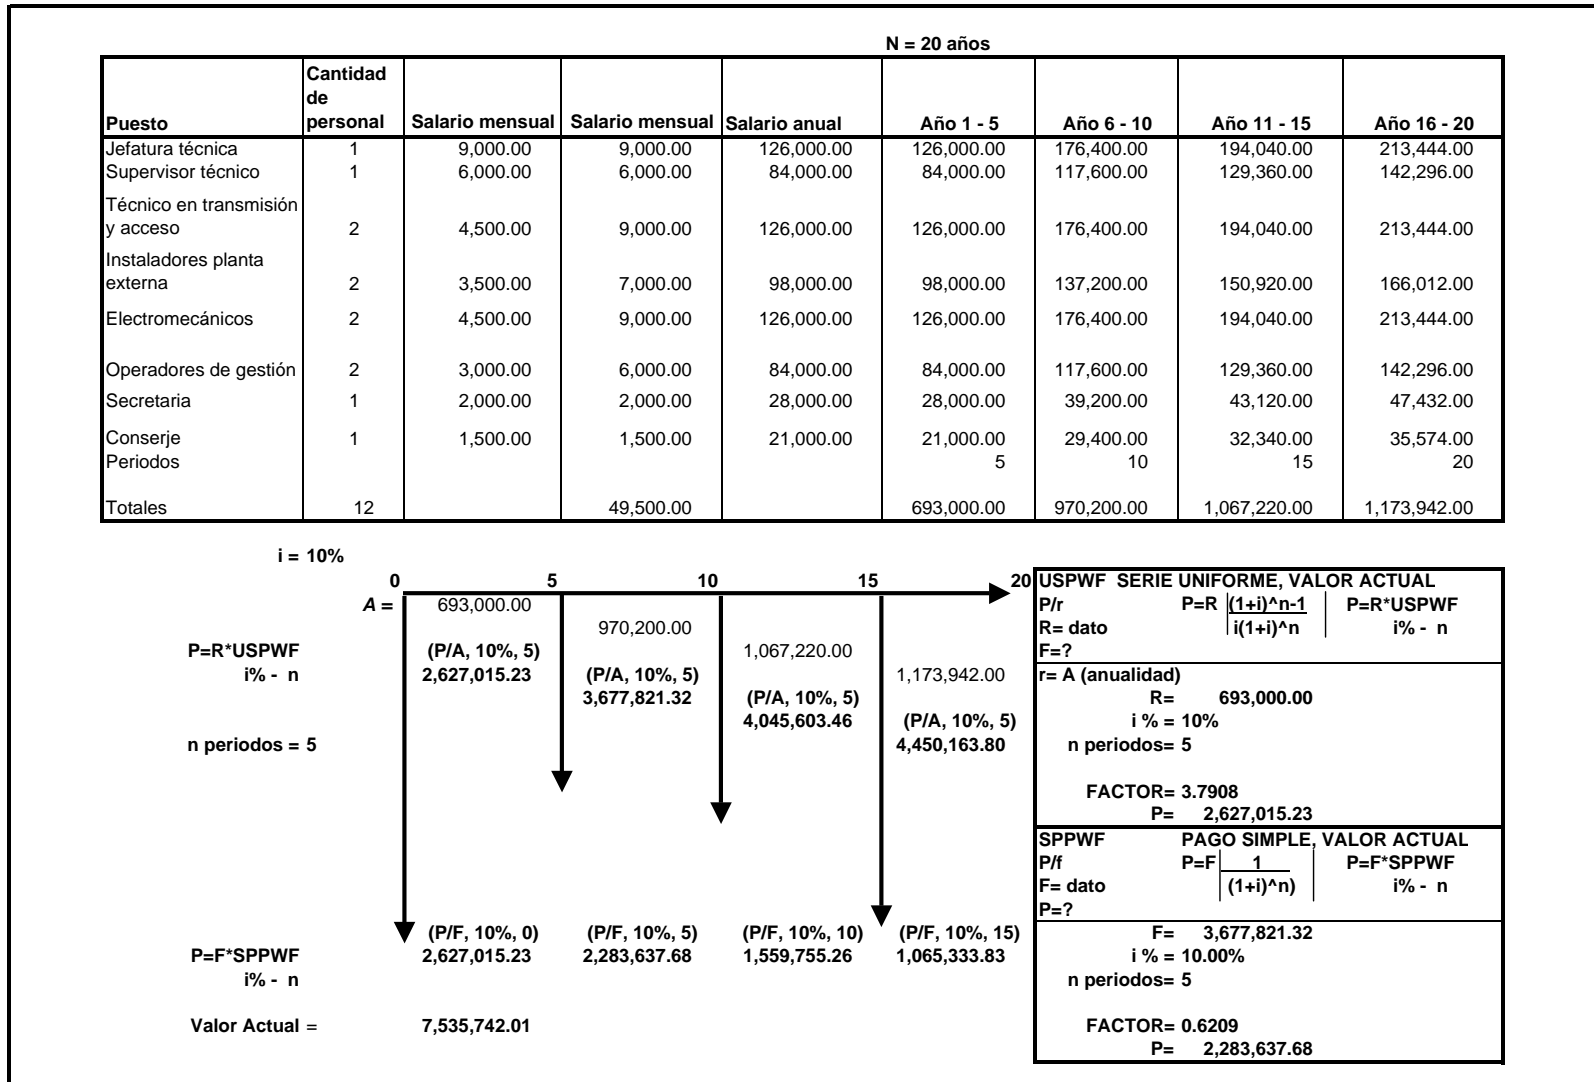 N = 20 años
Puesto Cantidad de personal Salario mensual Salario mensual Salario anual Año 1 - 5 Año 6 - 10 Año 11 - 15 Año 16 - 20
Jefatura técnica 1 9,000.00 9,000.00 126,000.00 126,000.00 176,400.00 194,040.00 213,444.00
Supervisor técnico 1 6,000.00 6,000.00 84,000.00 84,000.00 117,600.00 129,360.00 142,296.00
Técnico en transmisión
y acceso 2 4,500.00 9,000.00 126,000.00 126,000.00 176,400.00 194,040.00 213,444.00
Instaladores planta
externa 2 3,500.00 7,000.00 98,000.00 98,000.00 137,200.00 150,920.00 166,012.00
Electromecánicos 2 4,500.00 9,000.00 126,000.00 126,000.00 176,400.00 194,040.00 213,444.00
Operadores de gestión 2 3,000.00 6,000.00 84,000.00 84,000.00 117,600.00 129,360.00 142,296.00
Secretaria 1 2,000.00 2,000.00 28,000.00 28,000.00 39,200.00 43,120.00 47,432.00
Conserje 1 1,500.00 1,500.00 21,000.00 21,000.00 29,400.00 32,340.00 35,574.00
Periodos 5 10 15 20
Totales 12 49,500.00 693,000.00 970,200.00 1,067,220.00 1,173,942.00
i = 10%
0 5 10 15 20
A = 693,000.00
970,200.00
P=R*USPWF (P/A, 10%, 5) 1,067,220.00
i% - n 2,627,015.23 (P/A, 10%, 5) 1,173,942.00
3,677,821.32 (P/A, 10%, 5)
4,045,603.46 (P/A, 10%, 5)
n periodos = 5 4,450,163.80
(P/F, 10%, 0) (P/F, 10%, 5) (P/F, 10%, 10) (P/F, 10%, 15)
P=F*SPPWF 2,627,015.23 2,283,637.68 1,559,755.26 1,065,333.83
i% - n
Valor Actual = 7,535,742.01
USPWF SERIE UNIFORME, VALOR ACTUAL
P/r P=R (1+i)^n-1 P=R*USPWF
R= dato i(1+i)^n i% - n
F=?
r= A (anualidad)
R= 693,000.00
i % = 10%
n periodos= 5
FACTOR= 3.7908
P= 2,627,015.23
SPPWF PAGO SIMPLE, VALOR ACTUAL
P/f P=F 1 P=F*SPPWF
F= dato (1+i)^n) i% - n
P=?
F= 3,677,821.32
i % = 10.00%
n periodos= 5
FACTOR= 0.6209
P= 2,283,637.68